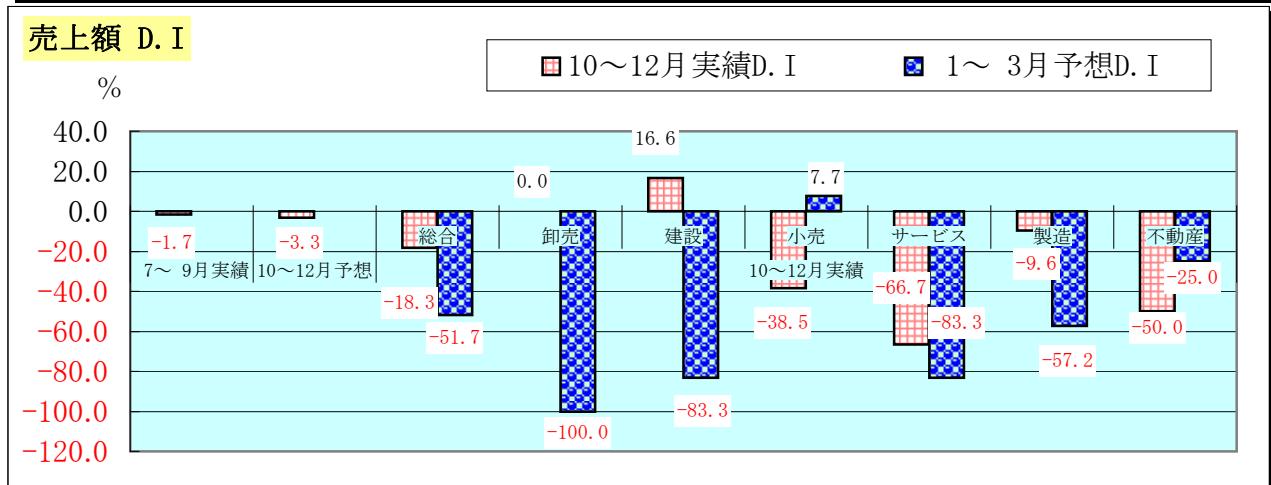 売上額 D.I
10～12月実績D.I
1～ 3月予想D.I
%
40.0
20.0
0.0
-20.0
-40.0
-60.0
-80.0
-100.0
-120.0
-1.7
-3.3
-18.3
-51.7
0.0
-100.0
16.6
-83.3
-38.5
7.7
-66.7
-83.3
-9.6
-57.2
-50.0
-25.0
総合
卸売
建設
小売
サービス
製造
不動産
7～ 9月実績
10～12月予想
10～12月実績